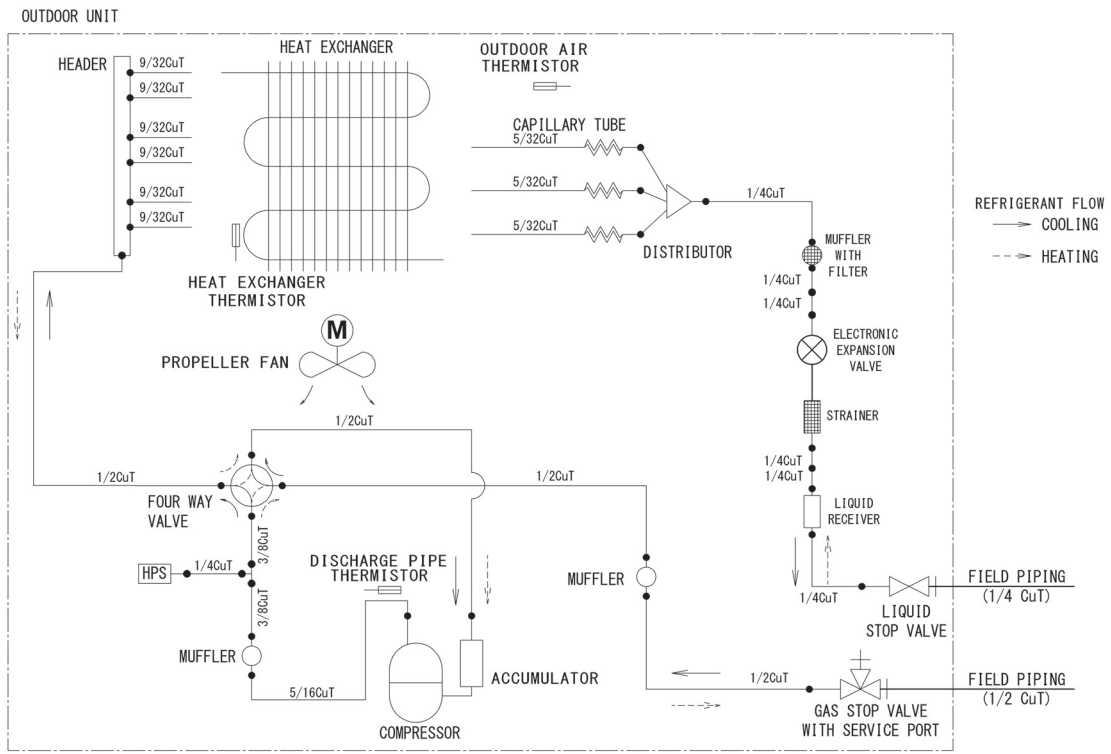 OUTDOOR UNIT
HEADER
9/32CuT
9/32CuT
9/32CuT
9/32CuT
9/32CuT
9/32CuT
HEAT EXCHANGER
OUTDOOR AIR
THERMISTOR
CAPILLARY TUBE
5/32CuT
5/32CuT
5/32CuT
DISTRIBUTOR
1/4CuT
MUFFLER
WITH
FILTER
1/4CuT
1/4CuT
REFRIGERANT FLOW
COOLING
HEATING
HEAT EXCHANGER
THERMISTOR
M
PROPELLER FAN
ELECTRONIC
EXPANSION
VALVE
STRAINER
1/4CuT
1/4CuT
LIQUID
RECEIVER
1/2CuT
1/2CuT
1/2CuT
FOUR WAY
VALVE
3/8CuT
HPS
1/4CuT
3/8CuT
DISCHARGE PIPE
THERMISTOR
MUFFLER
MUFFLER
5/16CuT
COMPRESSOR
ACCUMULATOR
1/4CuT
LIQUID
STOP VALVE
FIELD PIPING
(1/4 CuT)
1/2CuT
GAS STOP VALVE
WITH SERVICE PORT
FIELD PIPING
(1/2 CuT)